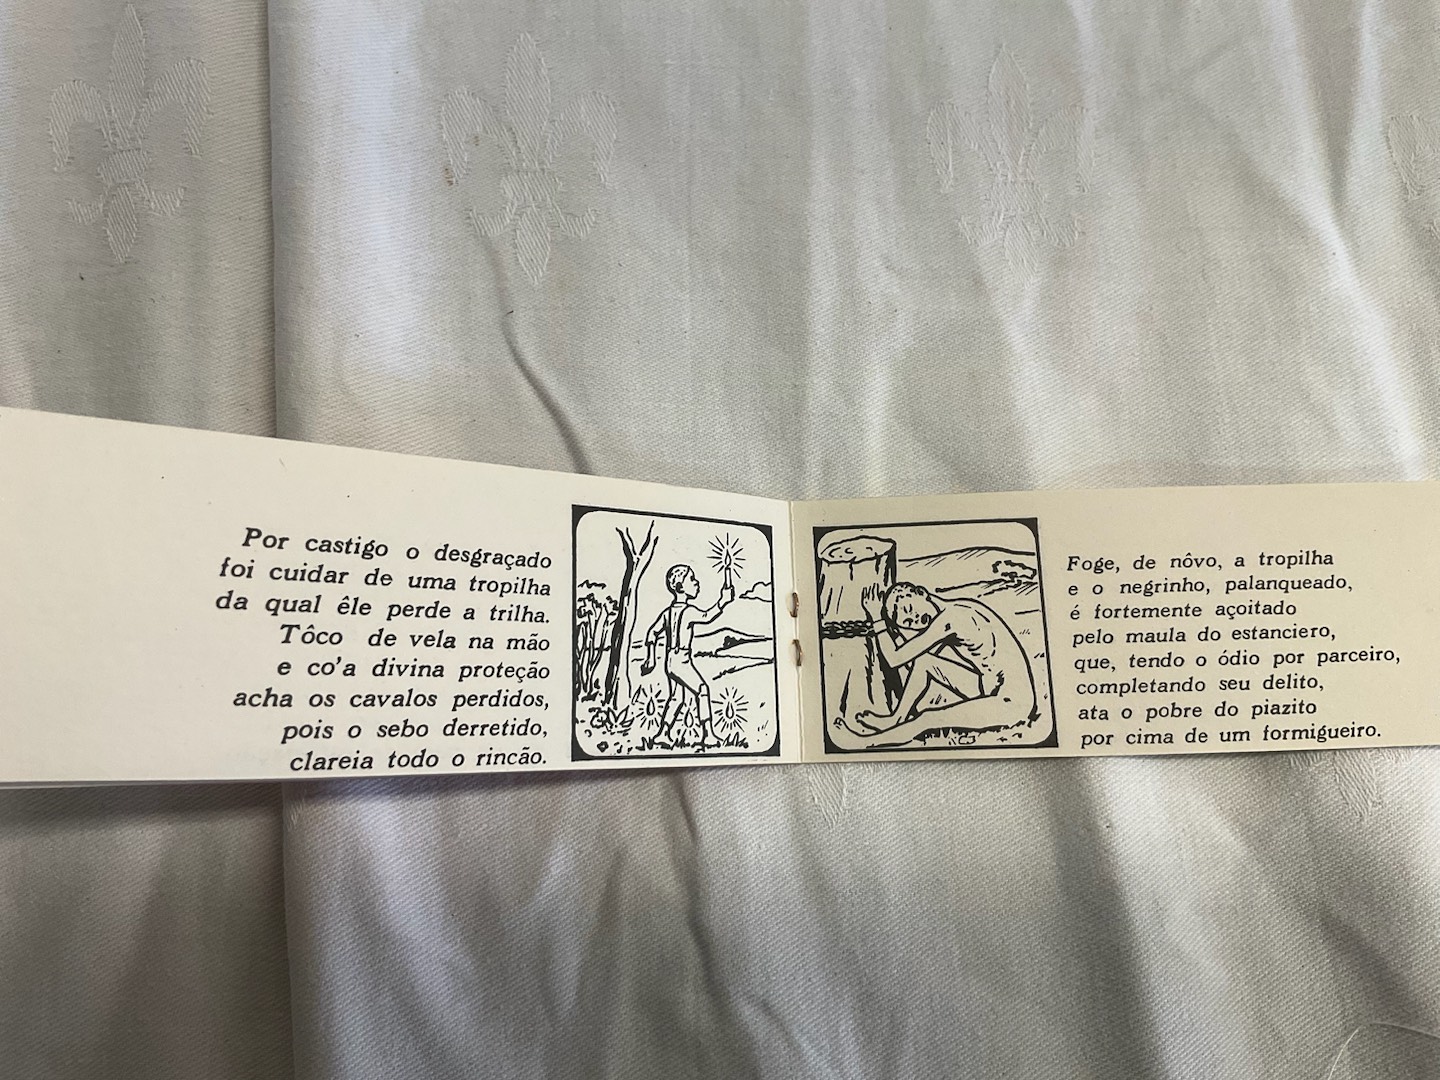 Por castigo o desgraçado
foi cuidar de uma tropilha
da qual êle perde a trilha.
Tôco de vela na mão
e co'a divina proteção
acha os cavalos perdidos,
pois o sebo derretido,
clareia todo o rincão.
Foge, de nôvo, a tropilha
e o negrinho, palanqueado,
é fortemente açoitado
pelo maula do estanciero,
que, tendo o ódio por parceiro,
completando seu delito,
ata o pobre do piazito
por cima de um formigueiro.